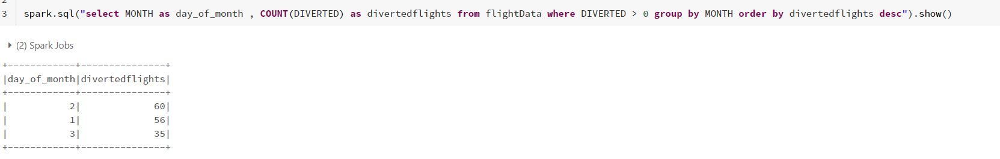 2
3 spark.sql("select MONTH as day_of_month , COUNT(DIVERTED) as divertedflights from flightData where DIVERTED > 0 group by MONTH order by divertedflights desc").show()
(2) Spark Jobs
+------------+---------------+
|day_of_month|divertedflights|
+------------+---------------+
|           2|             60|
|           1|             56|
|           3|             35|
+------------+---------------+